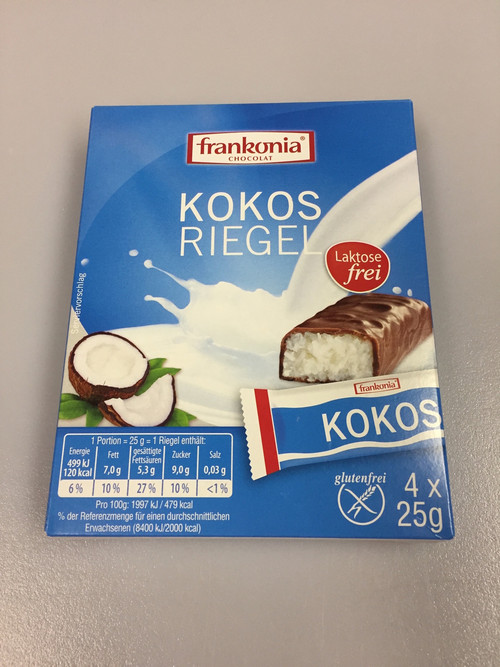 frankonia®
CHOCOLAT
KOKOS
RIEGEL
Laktose
frei
frankonia
KOKOS
1 Portion = 25 g = 1 Riegel enthält:
Energie
499 kJ
120 kcal
6 %
Fett
7,0 g
10 %
gesättigte
Fettsäuren
5,3 g
27 %
Zucker
9,0 g
10 %
Salz
0,03 g
<1 %
Pro 100g: 1997 kJ / 479 kcal
% der Referenzmenge für einen durchschnittlichen
Erwachsenen (8400 kJ/2000 kcal)
glutenfrei
4 x
25g